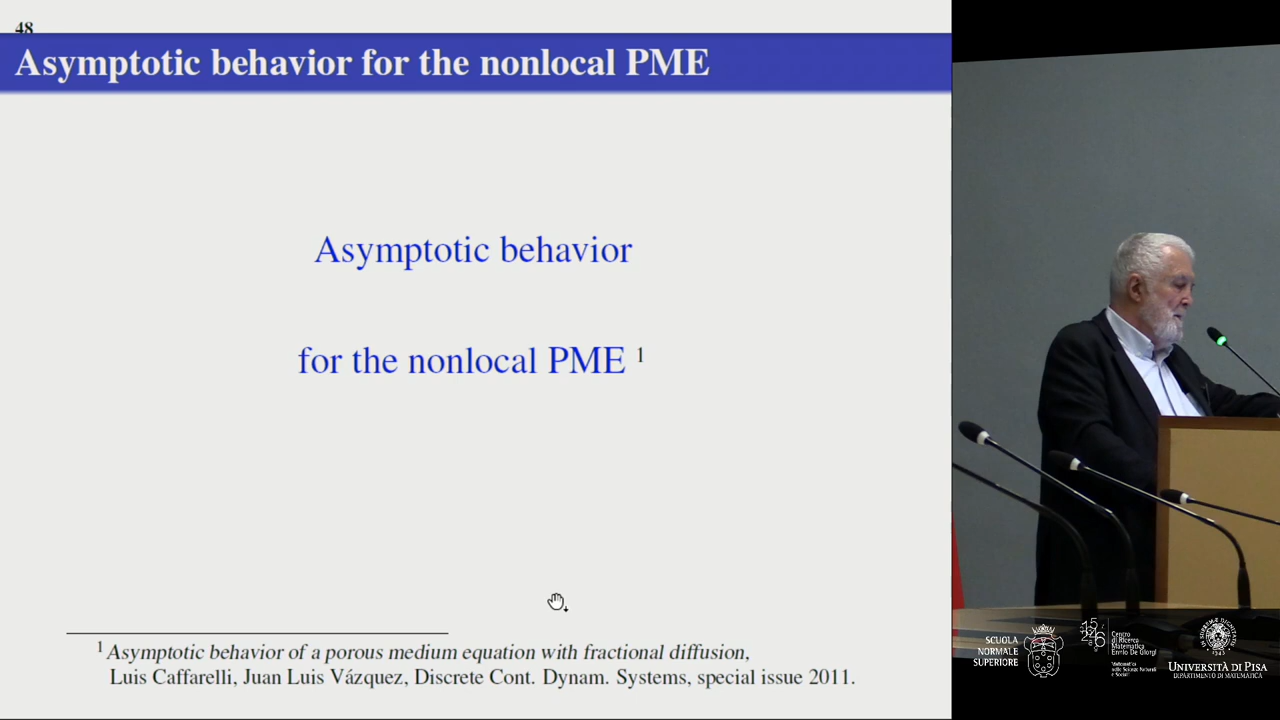 48
Asymptotic behavior for the nonlocal PME
Asymptotic behavior
for the nonlocal PME 1
1 Asymptotic behavior of a porous medium equation with fractional diffusion,
Luis Caffarelli, Juan Luis Vázquez, Discrete Cont. Dynam. Systems, special issue 2011.
SCUOLA
NORMALE
SUPERIORE
Centro
di Ricerca
Matematica
Ennio De Giorgi
UNIVERSITÀ DI PISA
DIPARTIMENTO DI MATEMATICA